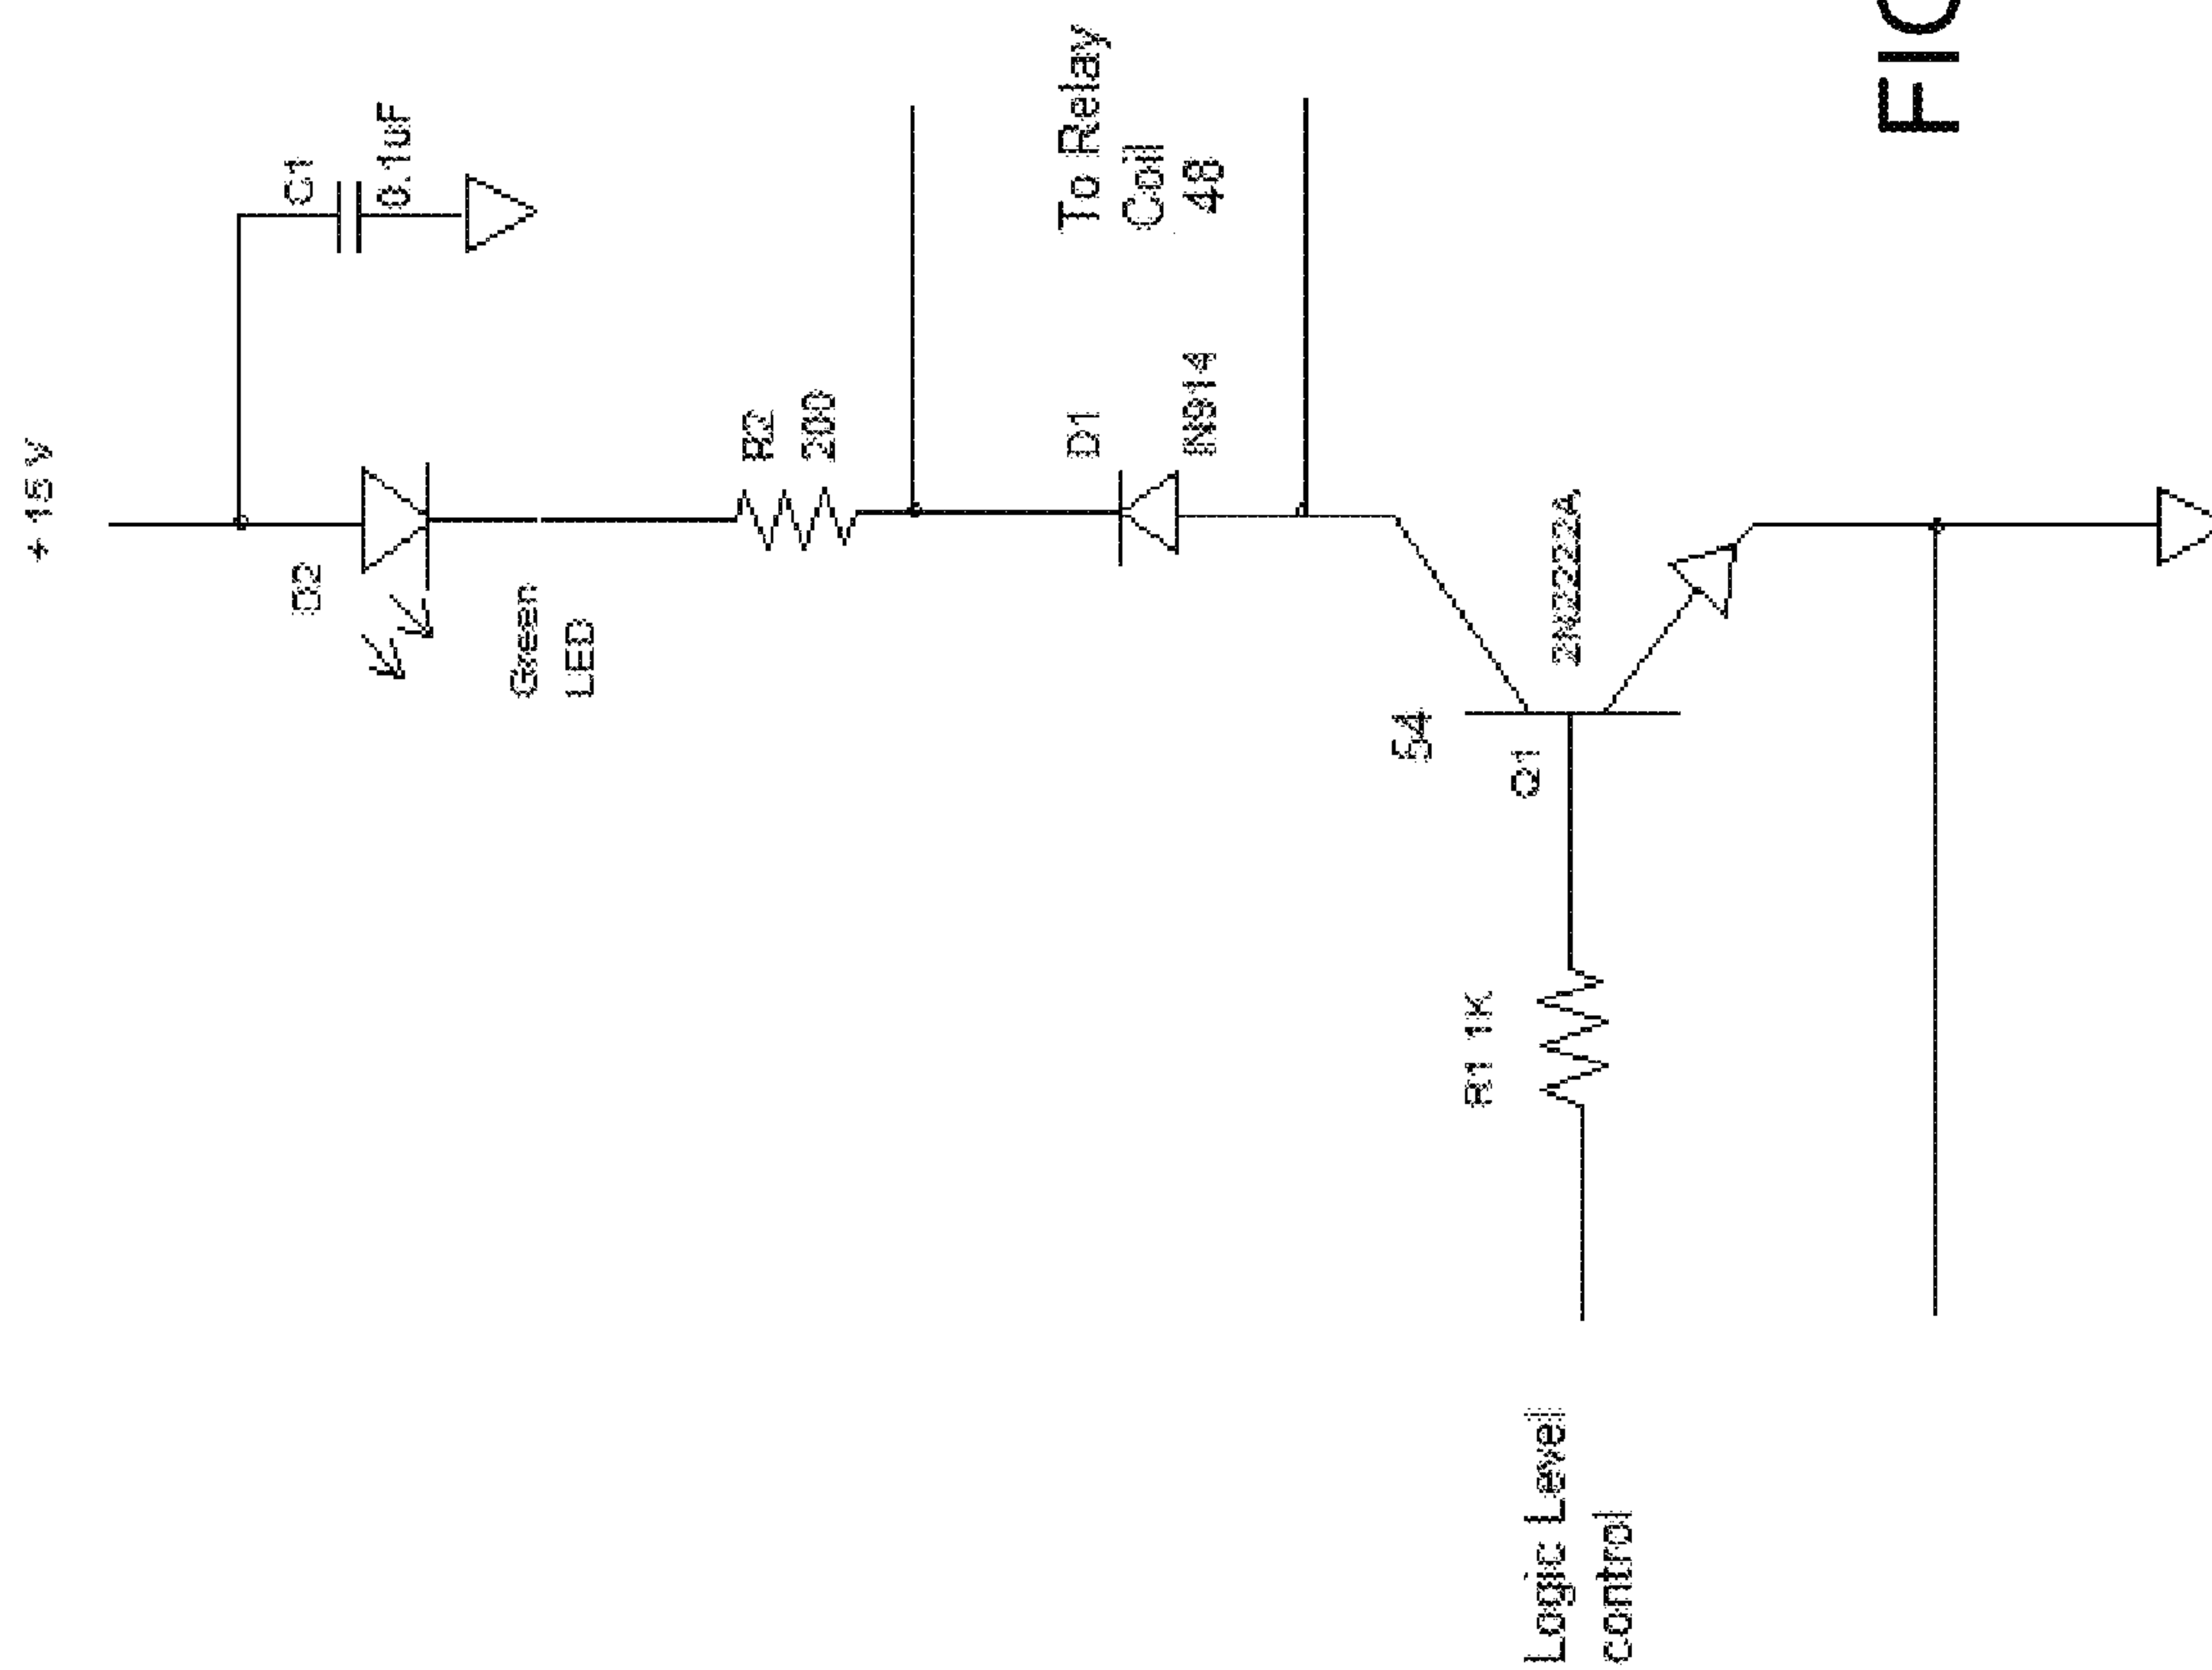 + 15 V
C1
0.1uF
D2
Green
LED
R2
200
To Relay
Coil
48
D1
IN914
54
Q1
2N2222A
R1 1K
Logic Level
control